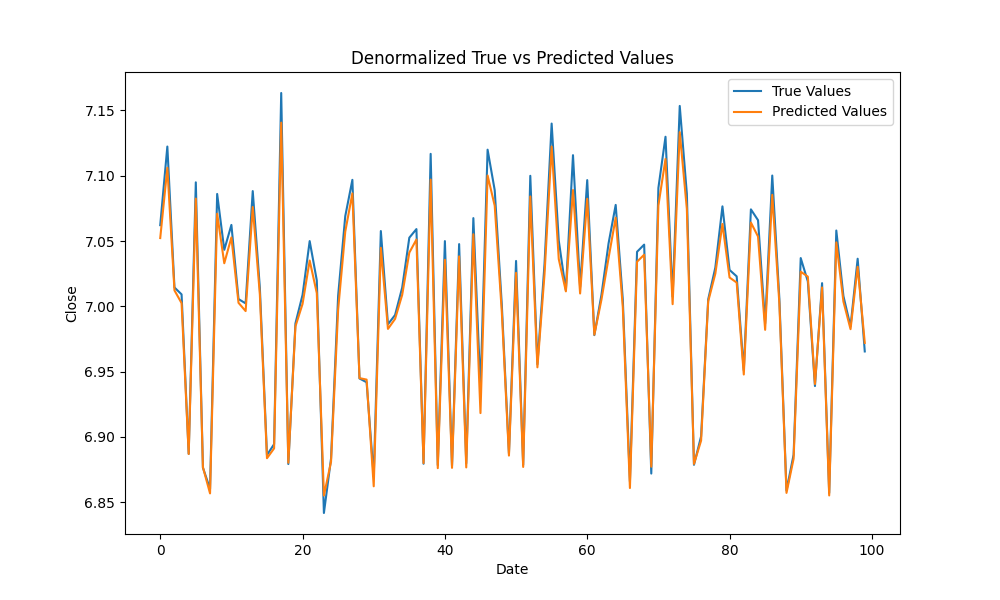 Denormalized True vs Predicted Values
True Values
Predicted Values
Close
7.15
7.10
7.05
7.00
6.95
6.90
6.85
0 20 40 60 80 100
Date